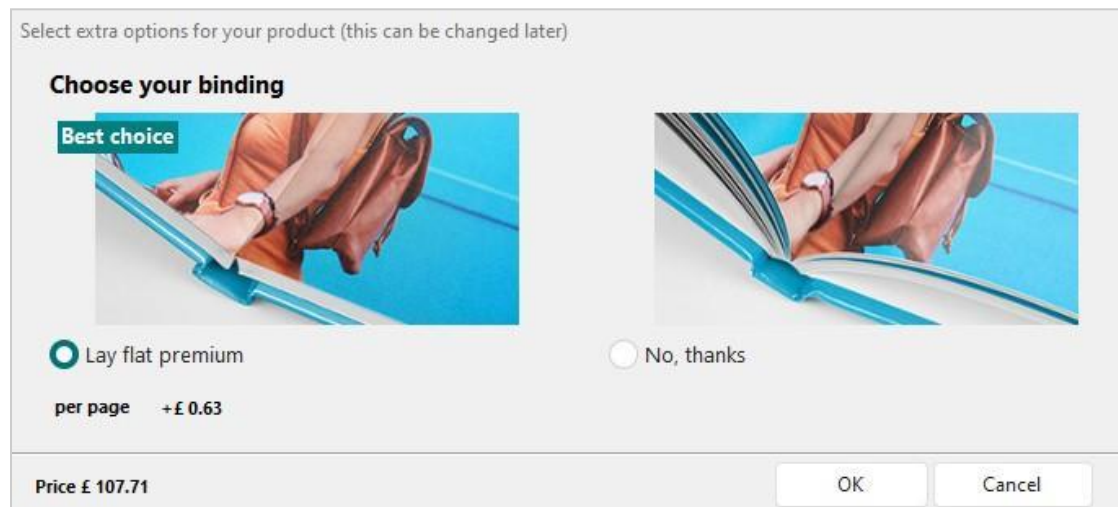 Select extra options for your product (this can be changed later)
Choose your binding
Best choice
Lay flat premium
No, thanks
per page +£ 0.63
Price £ 107.71
OK
Cancel